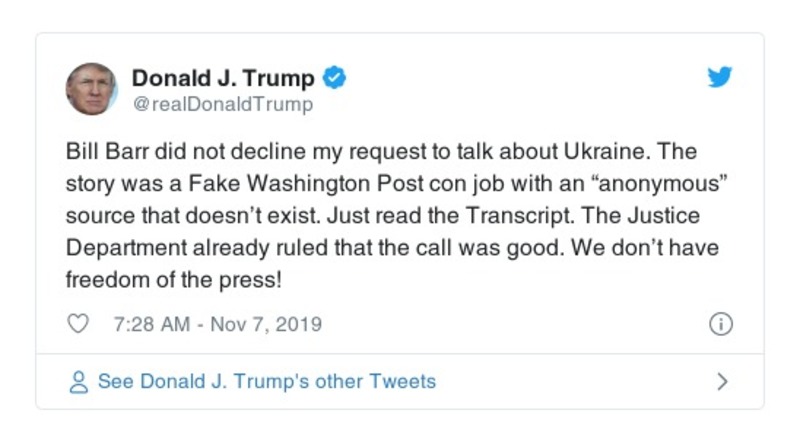 Donald J. Trump
@realDonaldTrump
Bill Barr did not decline my request to talk about Ukraine. The
story was a Fake Washington Post con job with an “anonymous”
source that doesn’t exist. Just read the Transcript. The Justice
Department already ruled that the call was good. We don’t have
freedom of the press!
7:28 AM - Nov 7, 2019
See Donald J. Trump's other Tweets